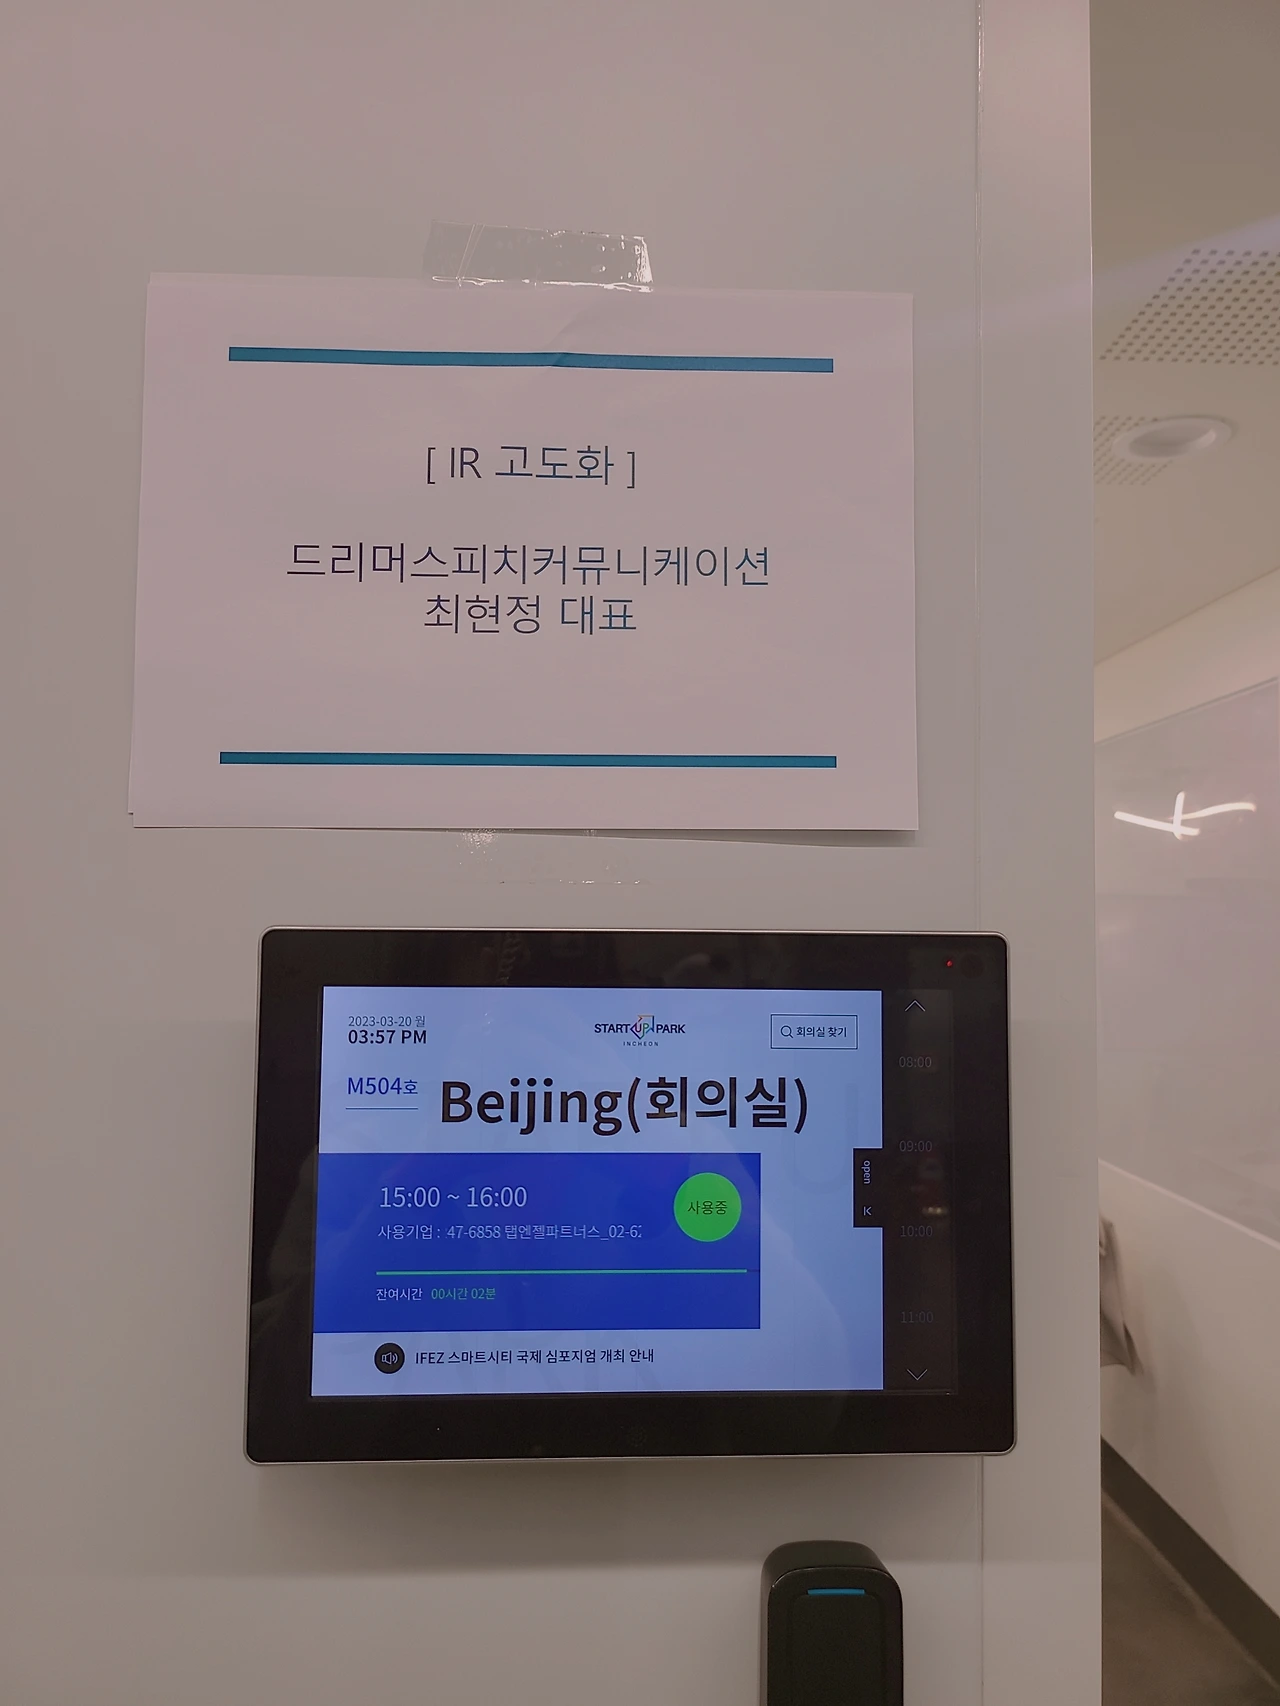 [ IR 고도화 ]
드리머스피치커뮤니케이션
최현정 대표
2023-03-20 월
03:57 PM
START UP PARK
INCHEON
회의실 찾기
M504호
Beijing(회의실)
15:00 ~ 16:00
사용중
사용기업 : 47-6858 탭엔젤파트너스_02-62
잔여시간 00시간 02분
IFEZ 스마트시티 국제 심포지엄 개최 안내
08:00
09:00
open
10:00
11:00